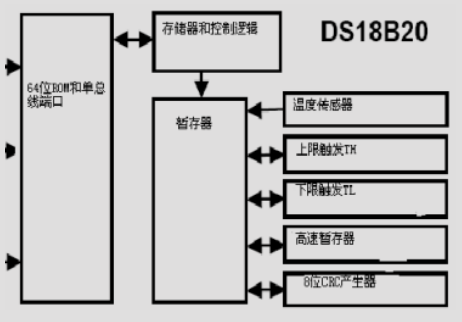 存储器和控制逻辑
DS18B20
64位ROM和单总
线端口
暂存器
温度传感器
上限触发TH
下限触发TL
高速暂存器
8位CRC产生器